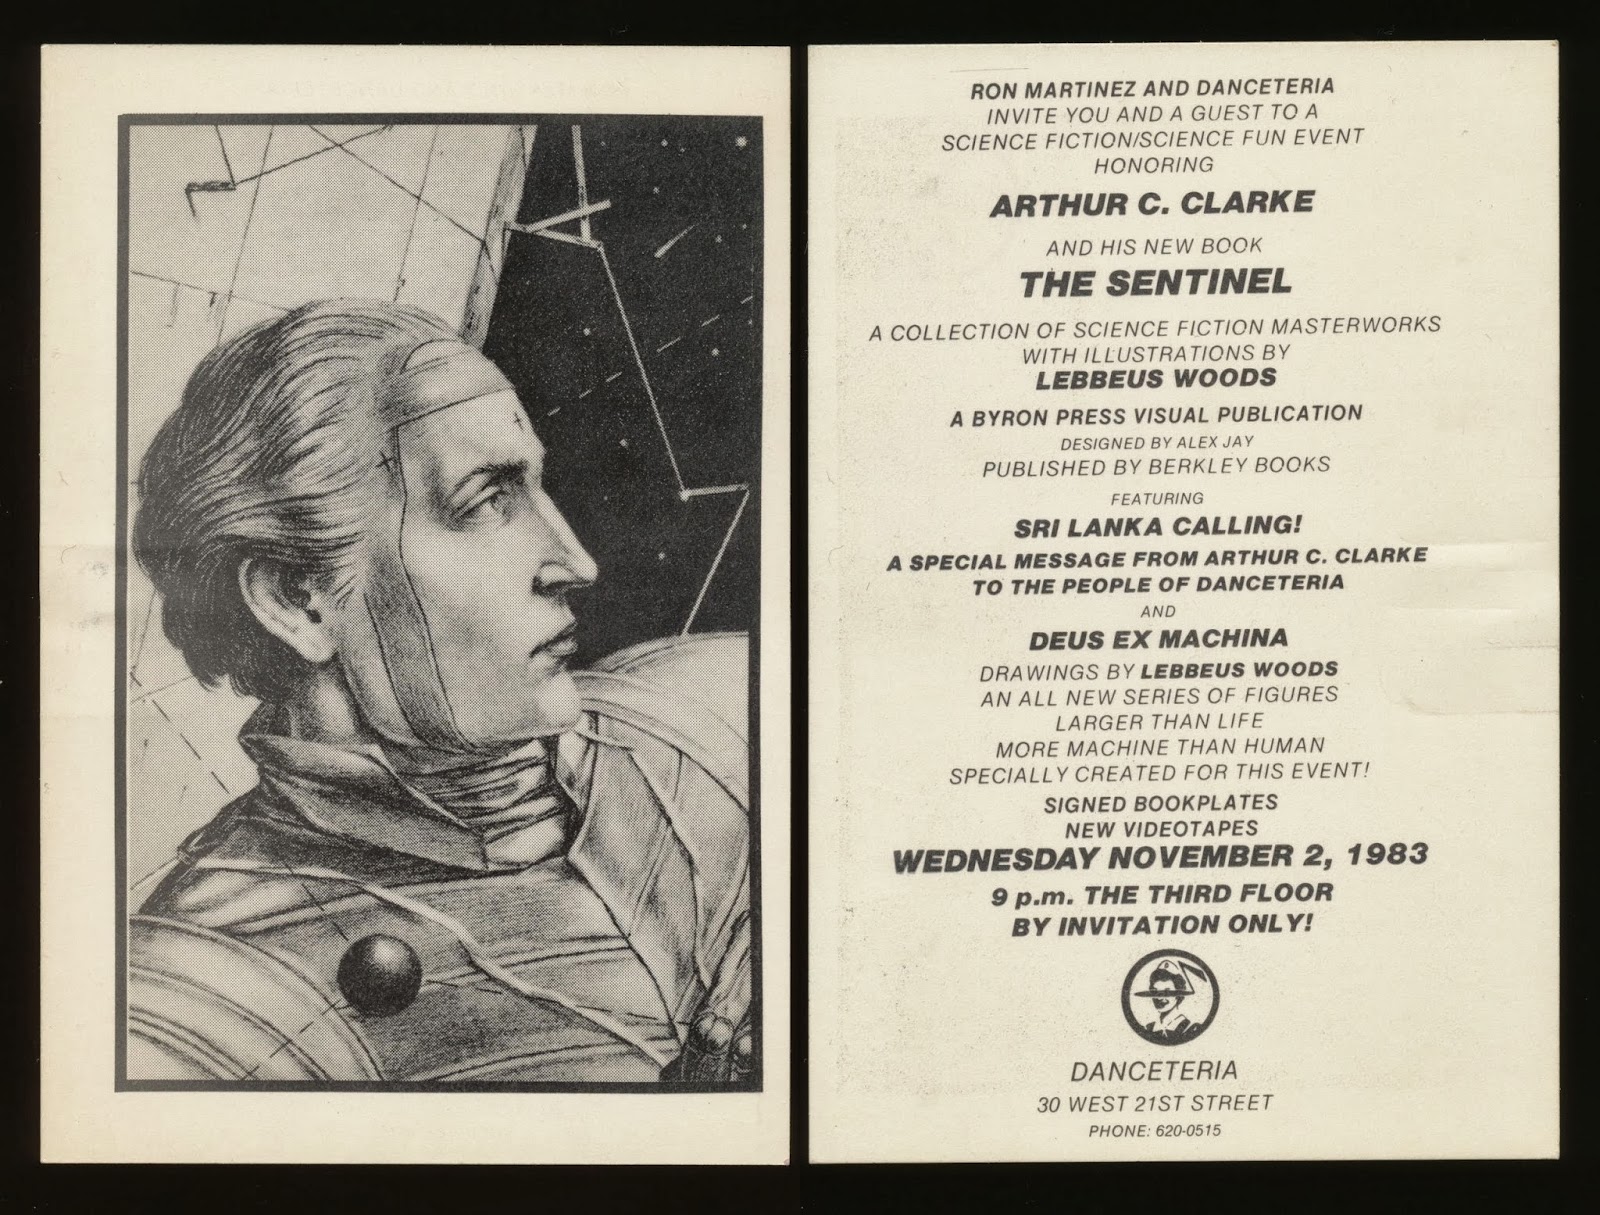 RON MARTINEZ AND DANCETERIA
INVITE YOU AND A GUEST TO A
SCIENCE FICTION/SCIENCE FUN EVENT
HONORING
ARTHUR C. CLARKE
AND HIS NEW BOOK
THE SENTINEL
A COLLECTION OF SCIENCE FICTION MASTERWORKS
WITH ILLUSTRATIONS BY
LEBBEUS WOODS
A BYRON PRESS VISUAL PUBLICATION
DESIGNED BY ALEX JAY
PUBLISHED BY BERKLEY BOOKS
FEATURING
SRI LANKA CALLING!
A SPECIAL MESSAGE FROM ARTHUR C. CLARKE
TO THE PEOPLE OF DANCETERIA
AND
DEUS EX MACHINA
DRAWINGS BY LEBBEUS WOODS
AN ALL NEW SERIES OF FIGURES
LARGER THAN LIFE
MORE MACHINE THAN HUMAN
SPECIALLY CREATED FOR THIS EVENT!
SIGNED BOOKPLATES
NEW VIDEOTAPES
WEDNESDAY NOVEMBER 2, 1983
9 p.m. THE THIRD FLOOR
BY INVITATION ONLY!
DANCETERIA
30 WEST 21ST STREET
PHONE: 620-0515